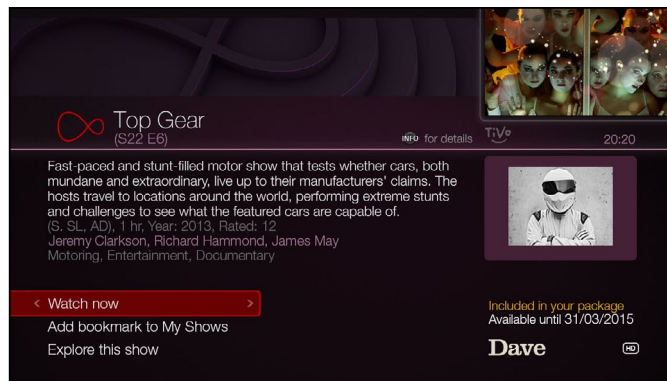 Top Gear
(S22 E6)
INFO for details
TiVo
20:20
Fast-paced and stunt-filled motor show that tests whether cars, both
mundane and extraordinary, live up to their manufacturers' claims. The
hosts travel to locations around the world, performing extreme stunts
and challenges to see what the featured cars are capable of.
(S. SL, AD), 1 hr, Year: 2013, Rated: 12
Jeremy Clarkson, Richard Hammond, James May
Motoring, Entertainment, Documentary
< Watch now >
Add bookmark to My Shows
Explore this show
Included in your package
Available until 31/03/2015
Dave
HD